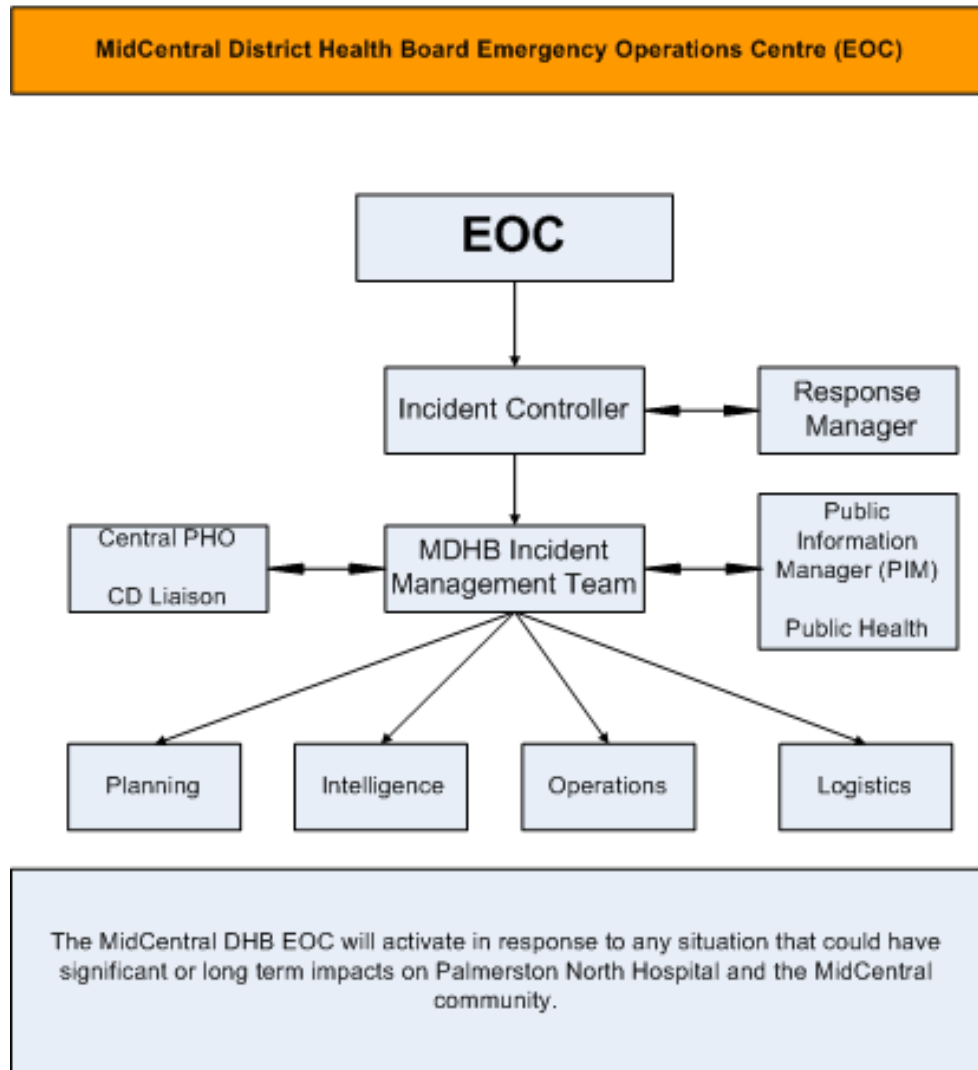 MidCentral District Health Board Emergency Operations Centre (EOC)
EOC
Incident Controller
Response
Manager
Central PHO
CD Liaison
MDHB Incident
Management Team
Public
Information
Manager (PIM)
Public Health
Planning
Intelligence
Operations
Logistics
The MidCentral DHB EOC will activate in response to any situation that could have
significant or long term impacts on Palmerston North Hospital and the MidCentral
community.